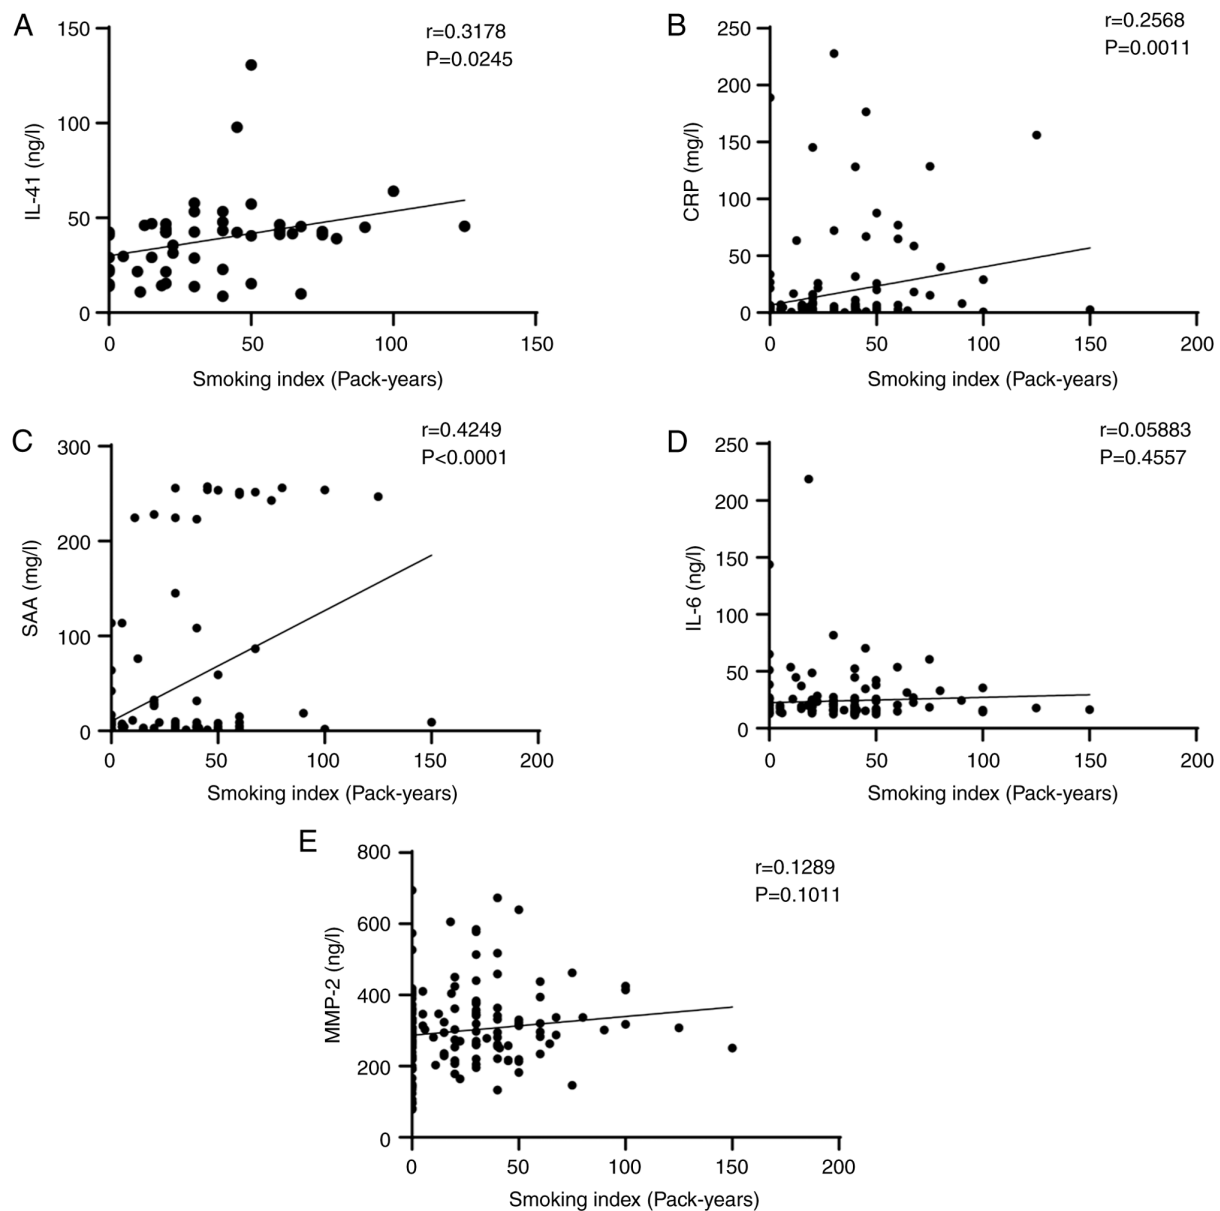 A
r=0.3178
P=0.0245
IL-41 (ng/l)
150
100
50
0
0 50 100 150
Smoking index (Pack-years)
B
r=0.2568
P=0.0011
CRP (mg/l)
250
200
150
100
50
0
0 50 100 150 200
Smoking index (Pack-years)
C
r=0.4249
P<0.0001
SAA (mg/l)
300
200
100
0
0 50 100 150 200
Smoking index (Pack-years)
D
r=0.05883
P=0.4557
IL-6 (ng/l)
250
200
150
100
50
0
0 50 100 150 200
Smoking index (Pack-years)
E
r=0.1289
P=0.1011
MMP-2 (ng/l)
800
600
400
200
0
0 50 100 150 200
Smoking index (Pack-years)